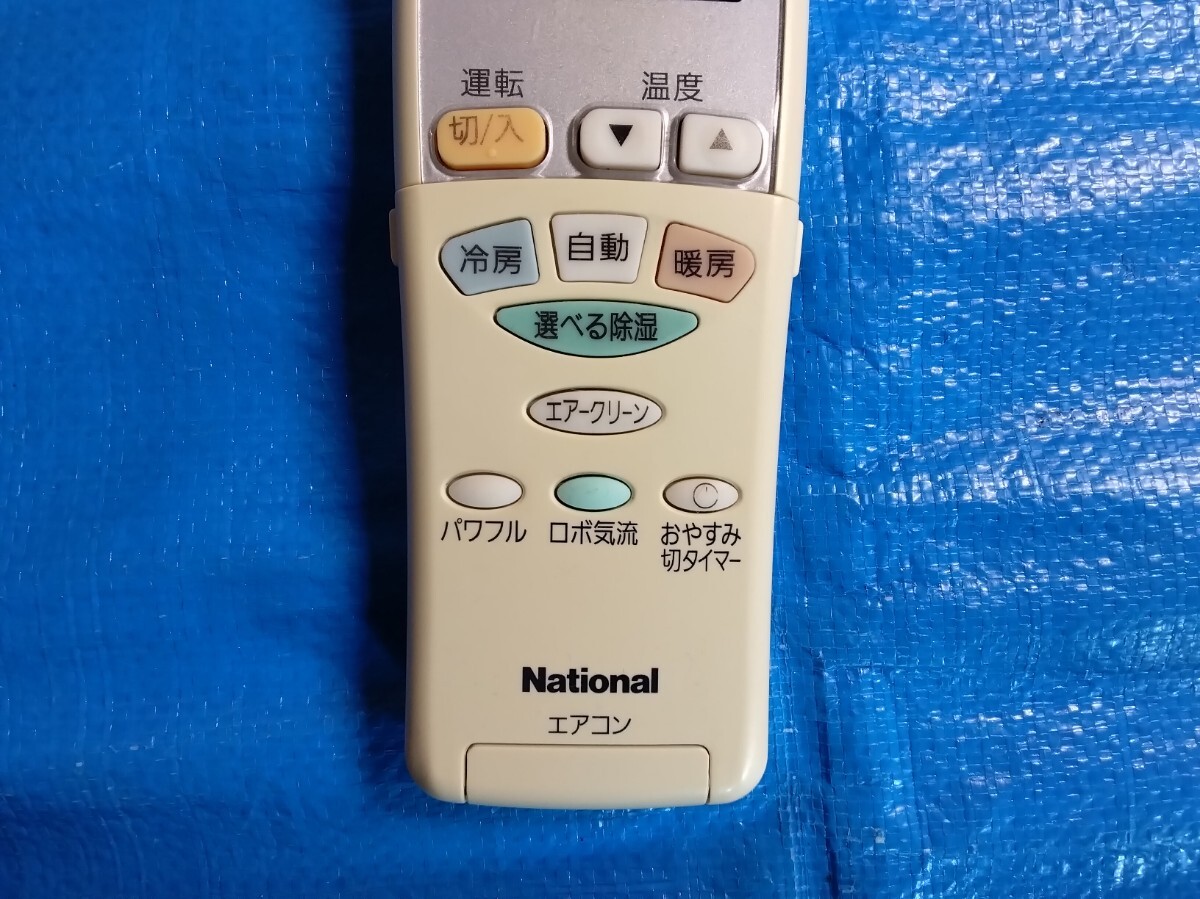 運転 温度
切/入 ▼ ▲
冷房 自動 暖房
選べる除湿
エアークリーン
パワフル ロボ気流 おやすみ
切タイマー
National
エアコン